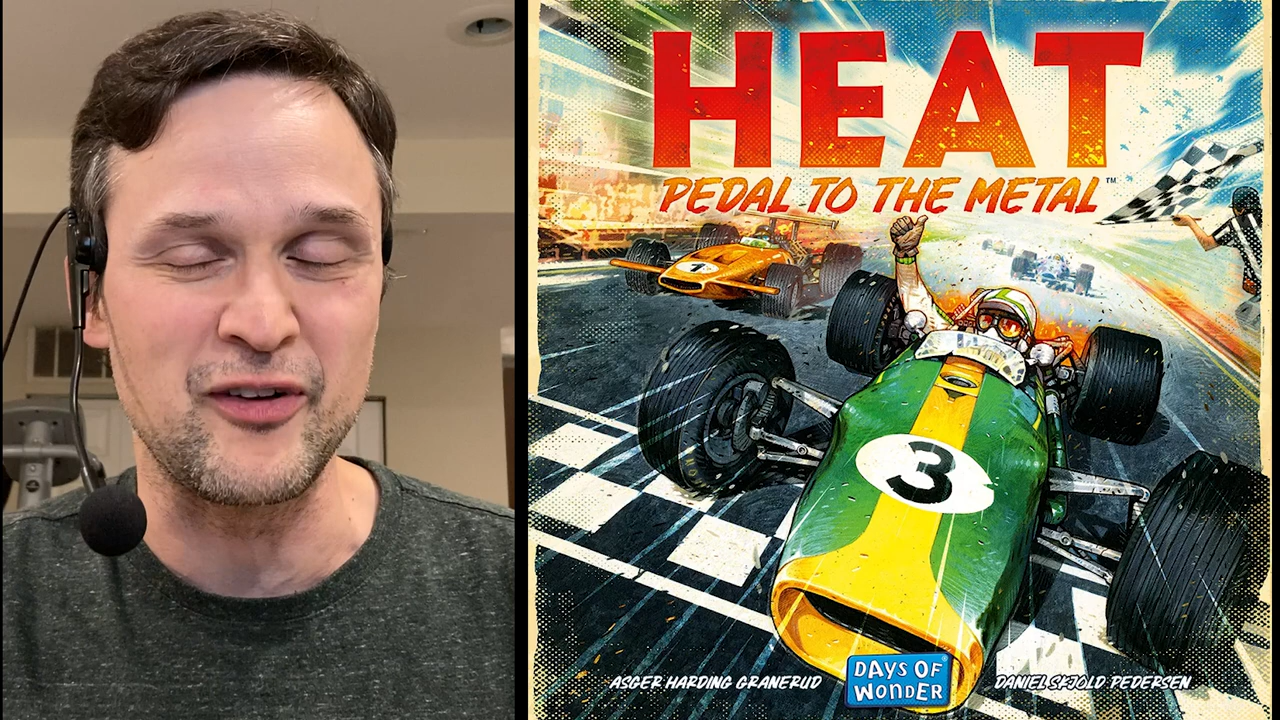 HEAT
PEDAL TO THE METAL™
1
3
DAYS OF WONDER®
ASGER HARDING GRANERUD
DANIEL SKJOLD PEDERSEN